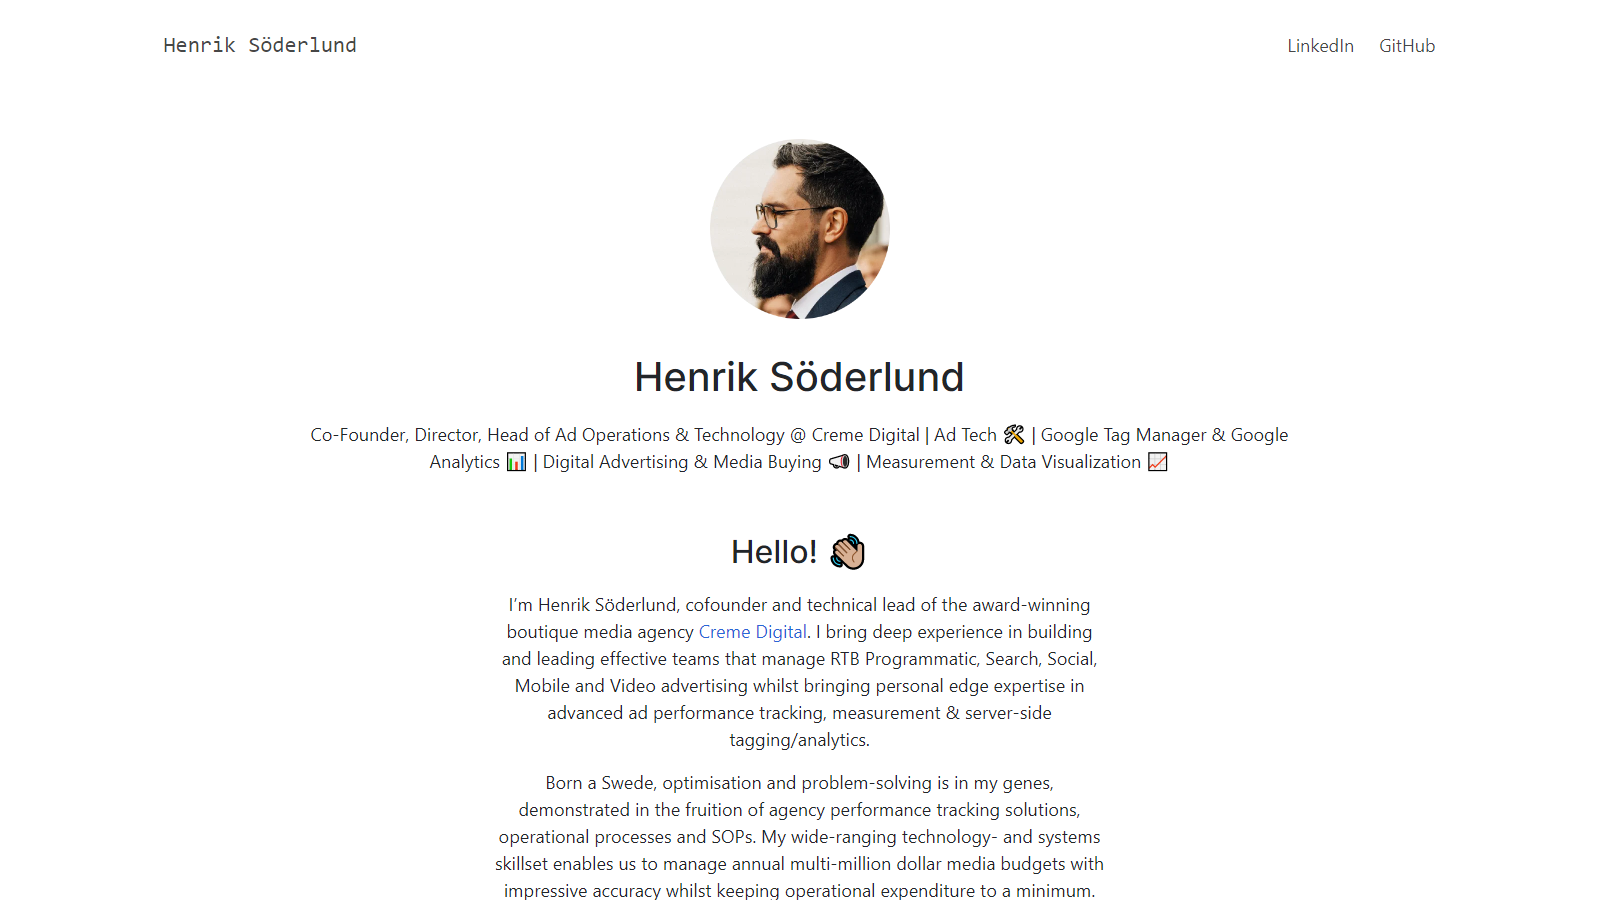 Henrik Söderlund
LinkedIn GitHub
Henrik Söderlund
Co-Founder, Director, Head of Ad Operations & Technology @ Creme Digital | Ad Tech 🛠 | Google Tag Manager & Google
Analytics 📊 | Digital Advertising & Media Buying 📢 | Measurement & Data Visualization 📈
Hello! 👋🏽
I’m Henrik Söderlund, cofounder and technical lead of the award-winning
boutique media agency Creme Digital. I bring deep experience in building
and leading effective teams that manage RTB Programmatic, Search, Social,
Mobile and Video advertising whilst bringing personal edge expertise in
advanced ad performance tracking, measurement & server-side
tagging/analytics.
Born a Swede, optimisation and problem-solving is in my genes,
demonstrated in the fruition of agency performance tracking solutions,
operational processes and SOPs. My wide-ranging technology- and systems
skillset enables us to manage annual multi-million dollar media budgets with
impressive accuracy whilst keeping operational expenditure to a minimum.